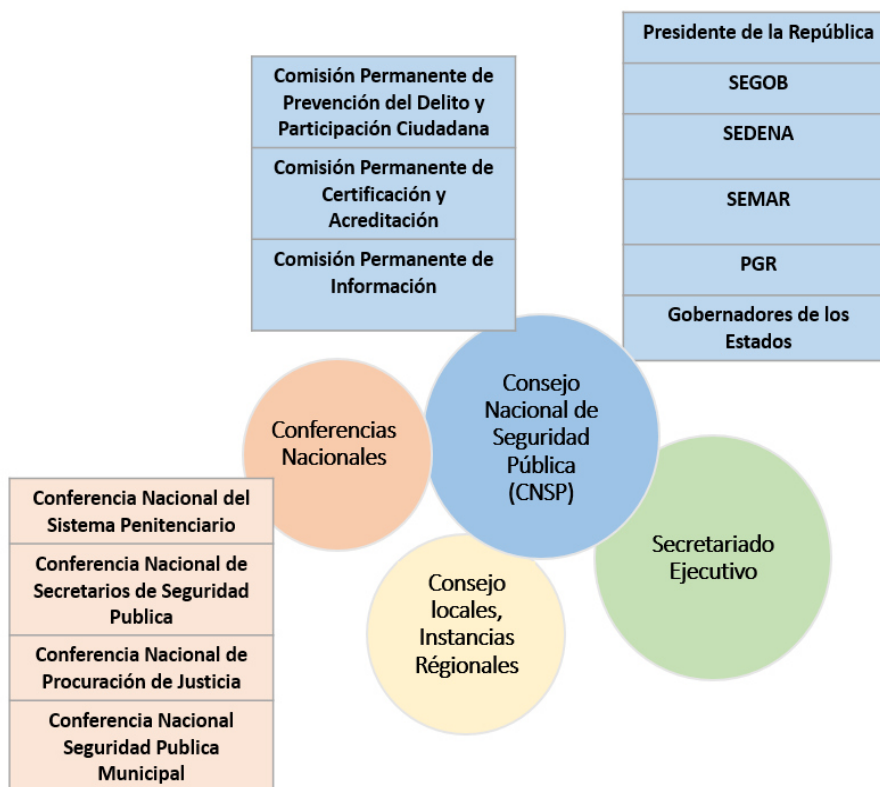 Presidente de la República
SEGOB
SEDENA
SEMAR
PGR
Gobernadores de los
Estados
Comisión Permanente de
Prevención del Delito y
Participación Ciudadana
Comisión Permanente de
Certificación y
Acreditación
Comisión Permanente de
Información
Consejo
Nacional de
Seguridad
Pública
(CNSP)
Conferencias
Nacionales
Conferencia Nacional del
Sistema Penitenciario
Conferencia Nacional de
Secretarios de Seguridad
Publica
Conferencia Nacional de
Procuración de Justicia
Conferencia Nacional
Seguridad Publica
Municipal
Consejo
locales,
Instancias
Régionales
Secretariado
Ejecutivo